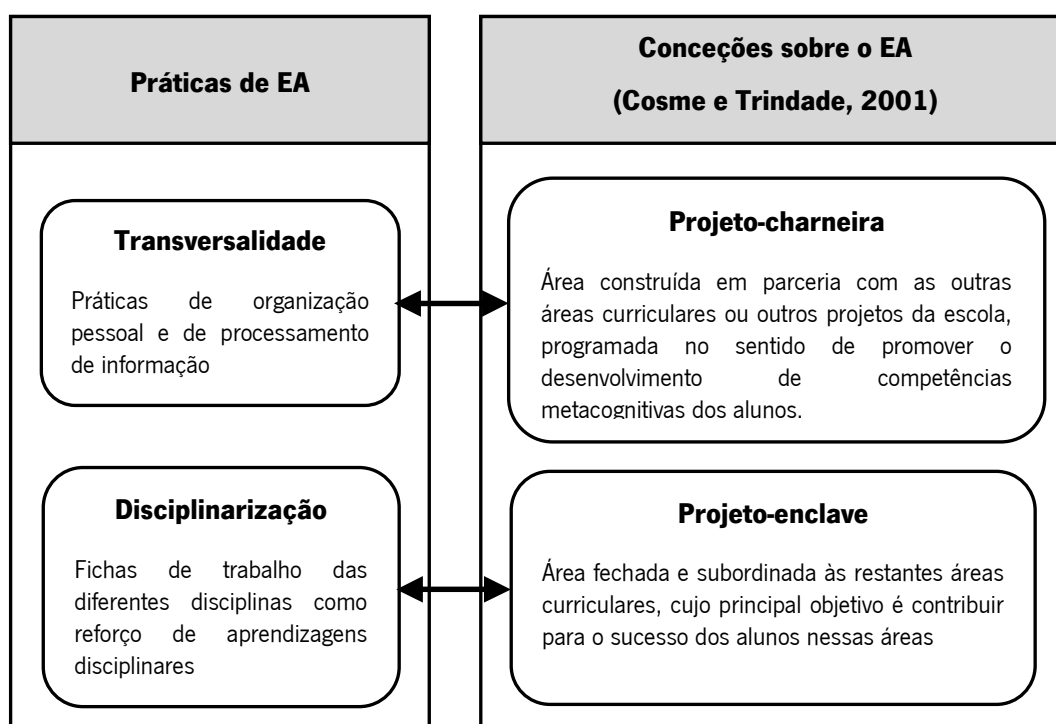 Práticas de EA
Conceções sobre o EA
(Cosme e Trindade, 2001)
Transversalidade
Práticas de organização
pessoal e de processamento
de informação
Projeto-charneira
Área construída em parceria com as outras
áreas curriculares ou outros projetos da escola,
programada no sentido de promover o
desenvolvimento de competências
metacognitivas dos alunos.
Disciplinarização
Fichas de trabalho das
diferentes disciplinas como
reforço de aprendizagens
disciplinares
Projeto-enclave
Área fechada e subordinada às restantes áreas
curriculares, cujo principal objetivo é contribuir
para o sucesso dos alunos nessas áreas